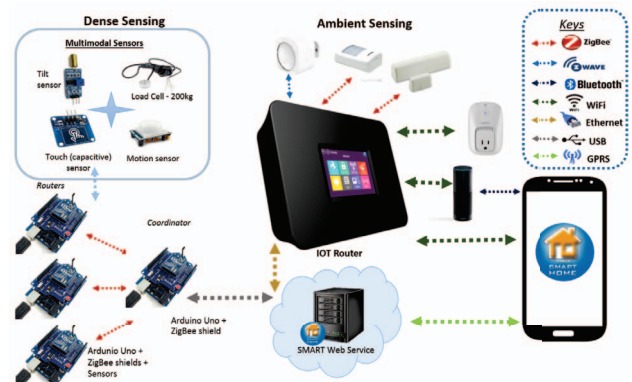 Dense Sensing
Multimodal Sensors
Tilt
sensor
Load Cell - 200kg
Touch (capacitive)
sensor
Motion sensor
Ambient Sensing
IOT Router
Keys
ZigBee
WAVE
Bluetooth
WiFi
WiFi
Ethernet
USB
GPRS
Routers
Coordinator
Arduino Uno +
ZigBee shield
Ardunio Uno +
ZigBee shields +
Sensors
SMART Web Service
SMART
HOME